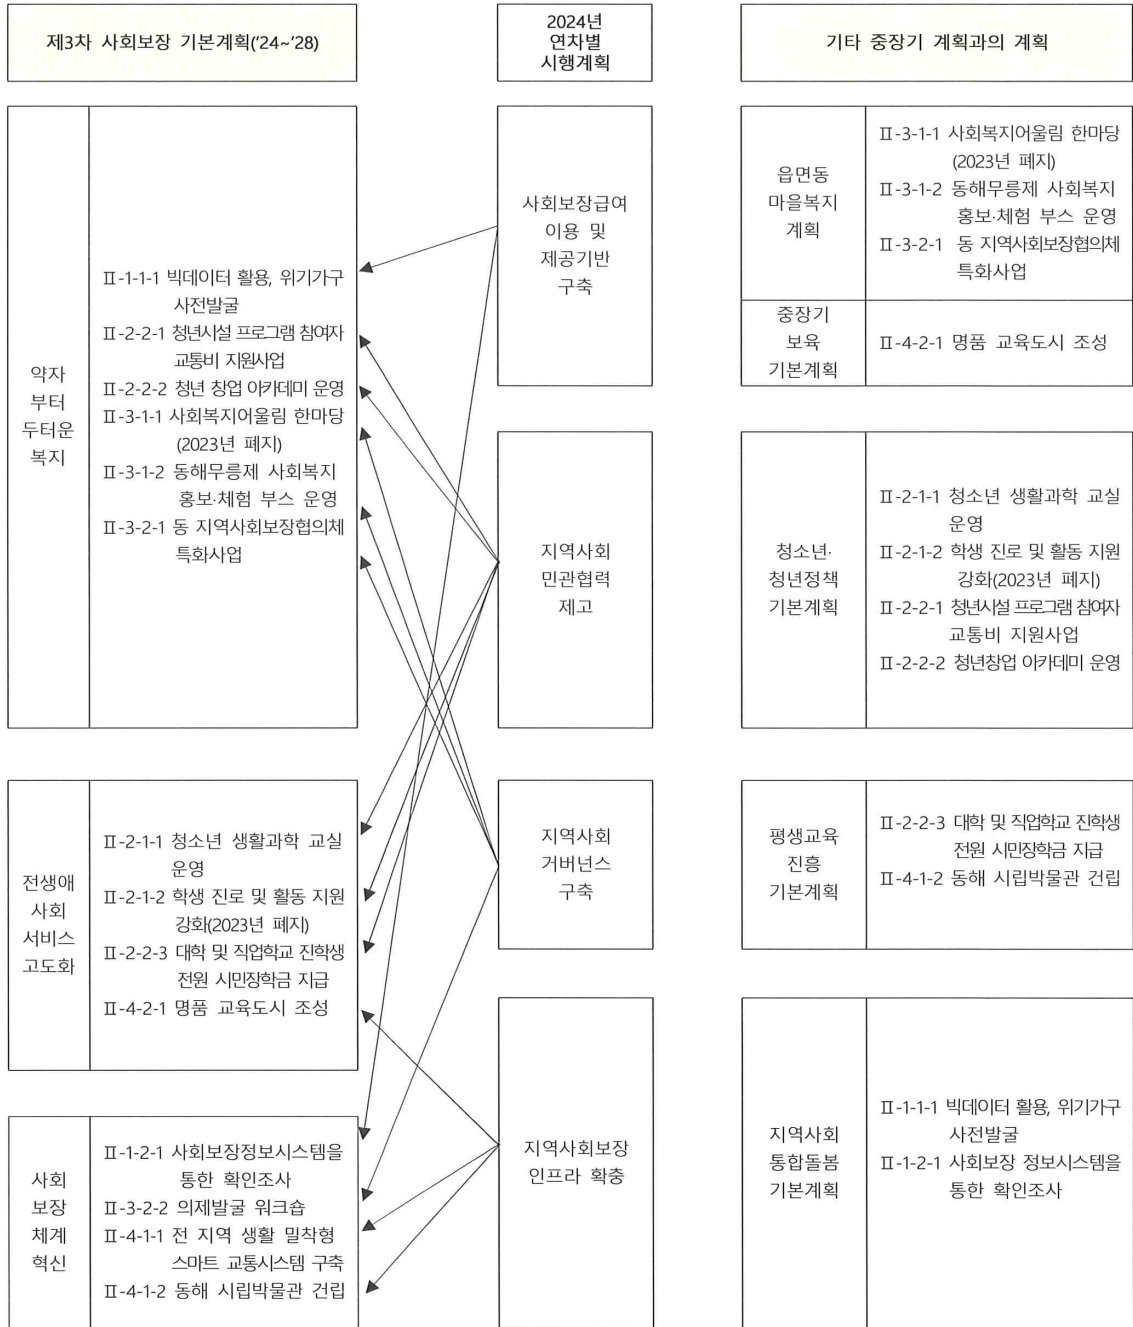 제3차 사회보장 기본계획('24~'28)
2024년
연차별
시행계획
기타 중장기 계획과의 계획
약자
부터
두터운
복지
Ⅱ-1-1-1 빅데이터 활용, 위기가구
사전발굴
Ⅱ-2-2-1 청년시설 프로그램 참여자
교통비 지원사업
Ⅱ-2-2-2 청년 창업 아카데미 운영
Ⅱ-3-1-1 사회복지어울림 한마당
(2023년 폐지)
Ⅱ-3-1-2 동해무릉제 사회복지
홍보·체험 부스 운영
Ⅱ-3-2-1 동 지역사회보장협의체
특화사업
전생애
사회
서비스
고도화
Ⅱ-2-1-1 청소년 생활과학 교실
운영
Ⅱ-2-1-2 학생 진로 및 활동 지원
강화(2023년 폐지)
Ⅱ-2-2-3 대학 및 직업학교 진학생
전원 시민장학금 지급
Ⅱ-4-2-1 명품 교육도시 조성
사회
보장
체계
혁신
Ⅱ-1-2-1 사회보장정보시스템을
통한 확인조사
Ⅱ-3-2-2 의제발굴 워크숍
Ⅱ-4-1-1 전 지역 생활 밀착형
스마트 교통시스템 구축
Ⅱ-4-1-2 동해 시립박물관 건립
사회보장급여
이용 및
제공기반
구축
지역사회
민관협력
제고
지역사회
거버넌스
구축
지역사회보장
인프라 확충
읍면동
마을복지
계획
Ⅱ-3-1-1 사회복지어울림 한마당
(2023년 폐지)
Ⅱ-3-1-2 동해무릉제 사회복지
홍보·체험 부스 운영
Ⅱ-3-2-1 동 지역사회보장협의체
특화사업
중장기
보육
기본계획
Ⅱ-4-2-1 명품 교육도시 조성
청소년·
청년정책
기본계획
Ⅱ-2-1-1 청소년 생활과학 교실
운영
Ⅱ-2-1-2 학생 진로 및 활동 지원
강화(2023년 폐지)
Ⅱ-2-2-1 청년시설 프로그램 참여자
교통비 지원사업
Ⅱ-2-2-2 청년창업 아카데미 운영
평생교육
진흥
기본계획
Ⅱ-2-2-3 대학 및 직업학교 진학생
전원 시민장학금 지급
Ⅱ-4-1-2 동해 시립박물관 건립
지역사회
통합돌봄
기본계획
Ⅱ-1-1-1 빅데이터 활용, 위기가구
사전발굴
Ⅱ-1-2-1 사회보장 정보시스템을
통한 확인조사